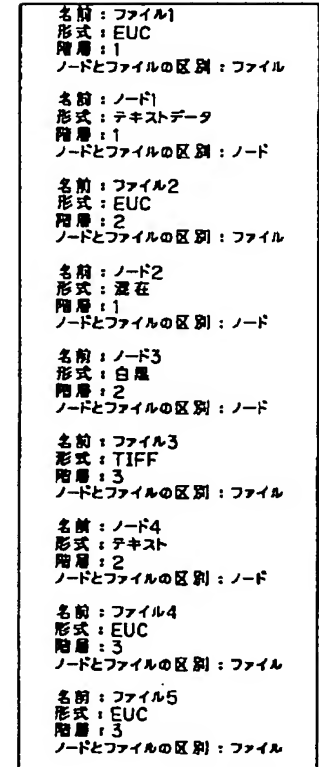 名前：ファイル1
形式：EUC
階層：1
ノードとファイルの区別：ファイル
名前：ノード1
形式：テキストデータ
階層：1
ノードとファイルの区別：ノード
名前：ファイル2
形式：EUC
階層：2
ノードとファイルの区別：ファイル
名前：ノード2
形式：混在
階層：1
ノードとファイルの区別：ノード
名前：ノード3
形式：白黒
階層：2
ノードとファイルの区別：ノード
名前：ファイル3
形式：TIFF
階層：3
ノードとファイルの区別：ファイル
名前：ノード4
形式：テキスト
階層：2
ノードとファイルの区別：ノード
名前：ファイル4
形式：EUC
階層：3
ノードとファイルの区別：ファイル
名前：ファイル5
形式：EUC
階層：3
ノードとファイルの区別：ファイル